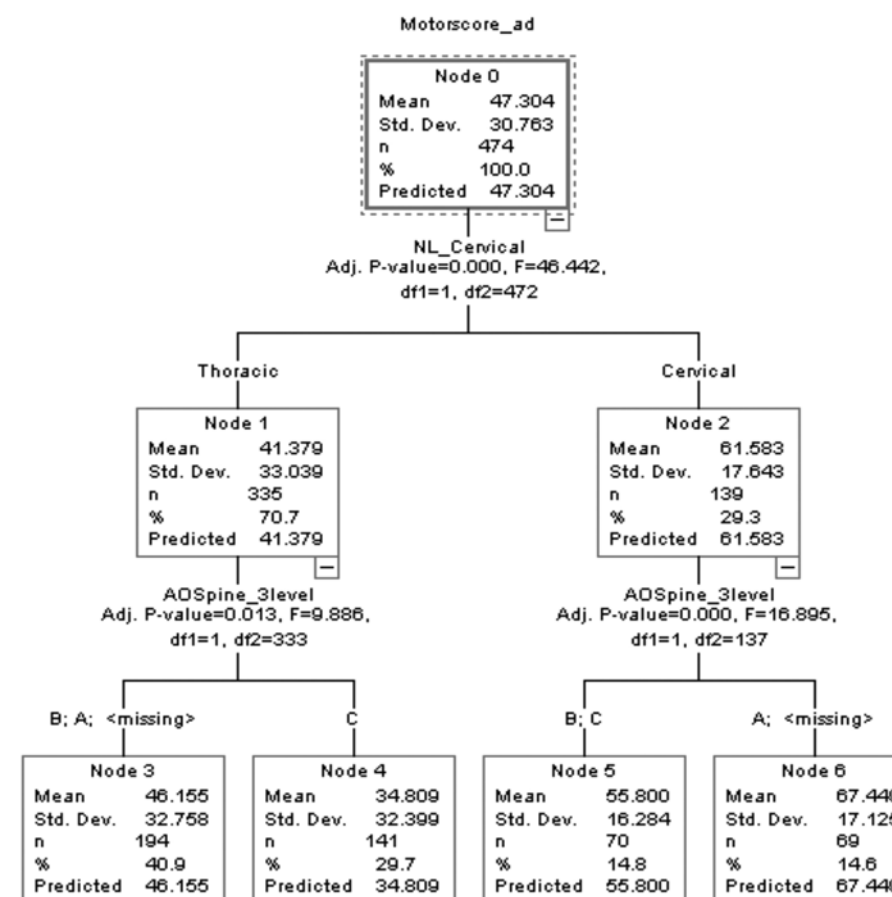 Motorscore_ad
Node 0
Mean 47.304
Std. Dev. 30.763
n 474
% 100.0
Predicted 47.304
NL_Cervical
Adj. P-value=0.000, F=46.442,
df1=1, df2=472
Thoracic
Cervical
Node 1
Mean 41.379
Std. Dev. 33.039
n 335
% 70.7
Predicted 41.379
Node 2
Mean 61.583
Std. Dev. 17.643
n 139
% 29.3
Predicted 61.583
AOSpine_3level
Adj. P-value=0.013, F=9.886,
df1=1, df2=333
AOSpine_3level
Adj. P-value=0.000, F=16.895,
df1=1, df2=137
B; A; <missing>
C
B; C
A; <missing>
Node 3
Mean 46.155
Std. Dev. 32.758
n 194
% 40.9
Predicted 46.155
Node 4
Mean 34.809
Std. Dev. 32.399
n 141
% 29.7
Predicted 34.809
Node 5
Mean 55.800
Std. Dev. 16.284
n 70
% 14.8
Predicted 55.800
Node 6
Mean
Std. Dev.
n 69
% 14.6
Predicted